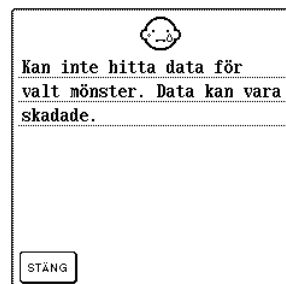 Kan inte hitta data för
valt mönster. Data kan vara
skadade.
STÄNG